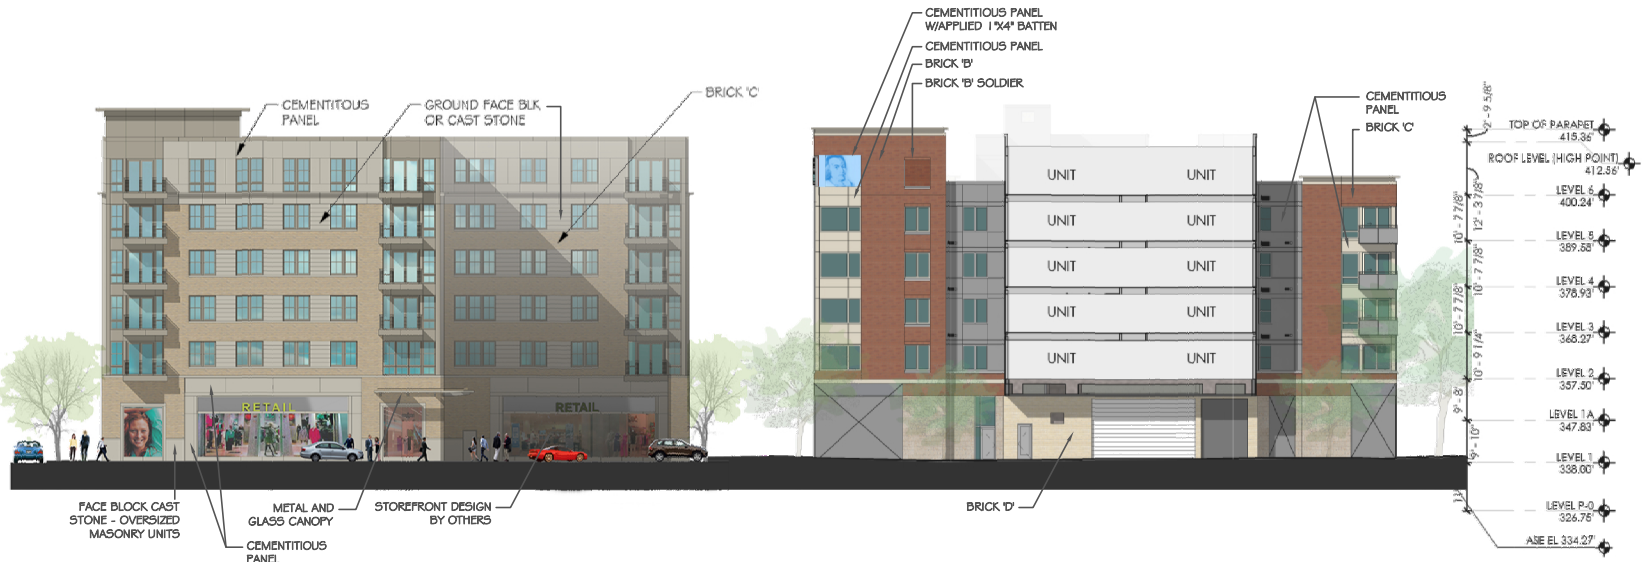 CEMENTITOUS
PANEL
GROUND FACE BLK
OR CAST STONE
BRICK 'C'
RETAIL
RETAIL
FACE BLOCK CAST
STONE - OVERSIZED
MASONRY UNITS
CEMENTITIOUS
PANEL
METAL AND
GLASS CANOPY
STOREFRONT DESIGN
BY OTHERS
CEMENTITIOUS PANEL
W/APPLIED 1"X4" BATTEN
CEMENTITIOUS PANEL
BRICK 'B'
BRICK 'B' SOLDIER
CEMENTITIOUS
PANEL
BRICK 'C'
UNIT UNIT
UNIT UNIT
UNIT UNIT
UNIT UNIT
UNIT UNIT
BRICK 'D'
2' - 9 5/8"
12' - 3 7/8"
10' - 7 7/8"
10' - 7 7/8"
10' - 7 7/8"
10' - 9 1/4"
9' - 8"
9' - 10"
TOP OF PARAPET
415.36'
ROOF LEVEL (HIGH POINT)
412.56'
LEVEL 6
400.24'
LEVEL 5
389.58'
LEVEL 4
378.93'
LEVEL 3
368.27'
LEVEL 2
357.50'
LEVEL 1A
347.83'
LEVEL 1
338.00'
LEVEL P-0
326.75'
ASE EL 334.27'